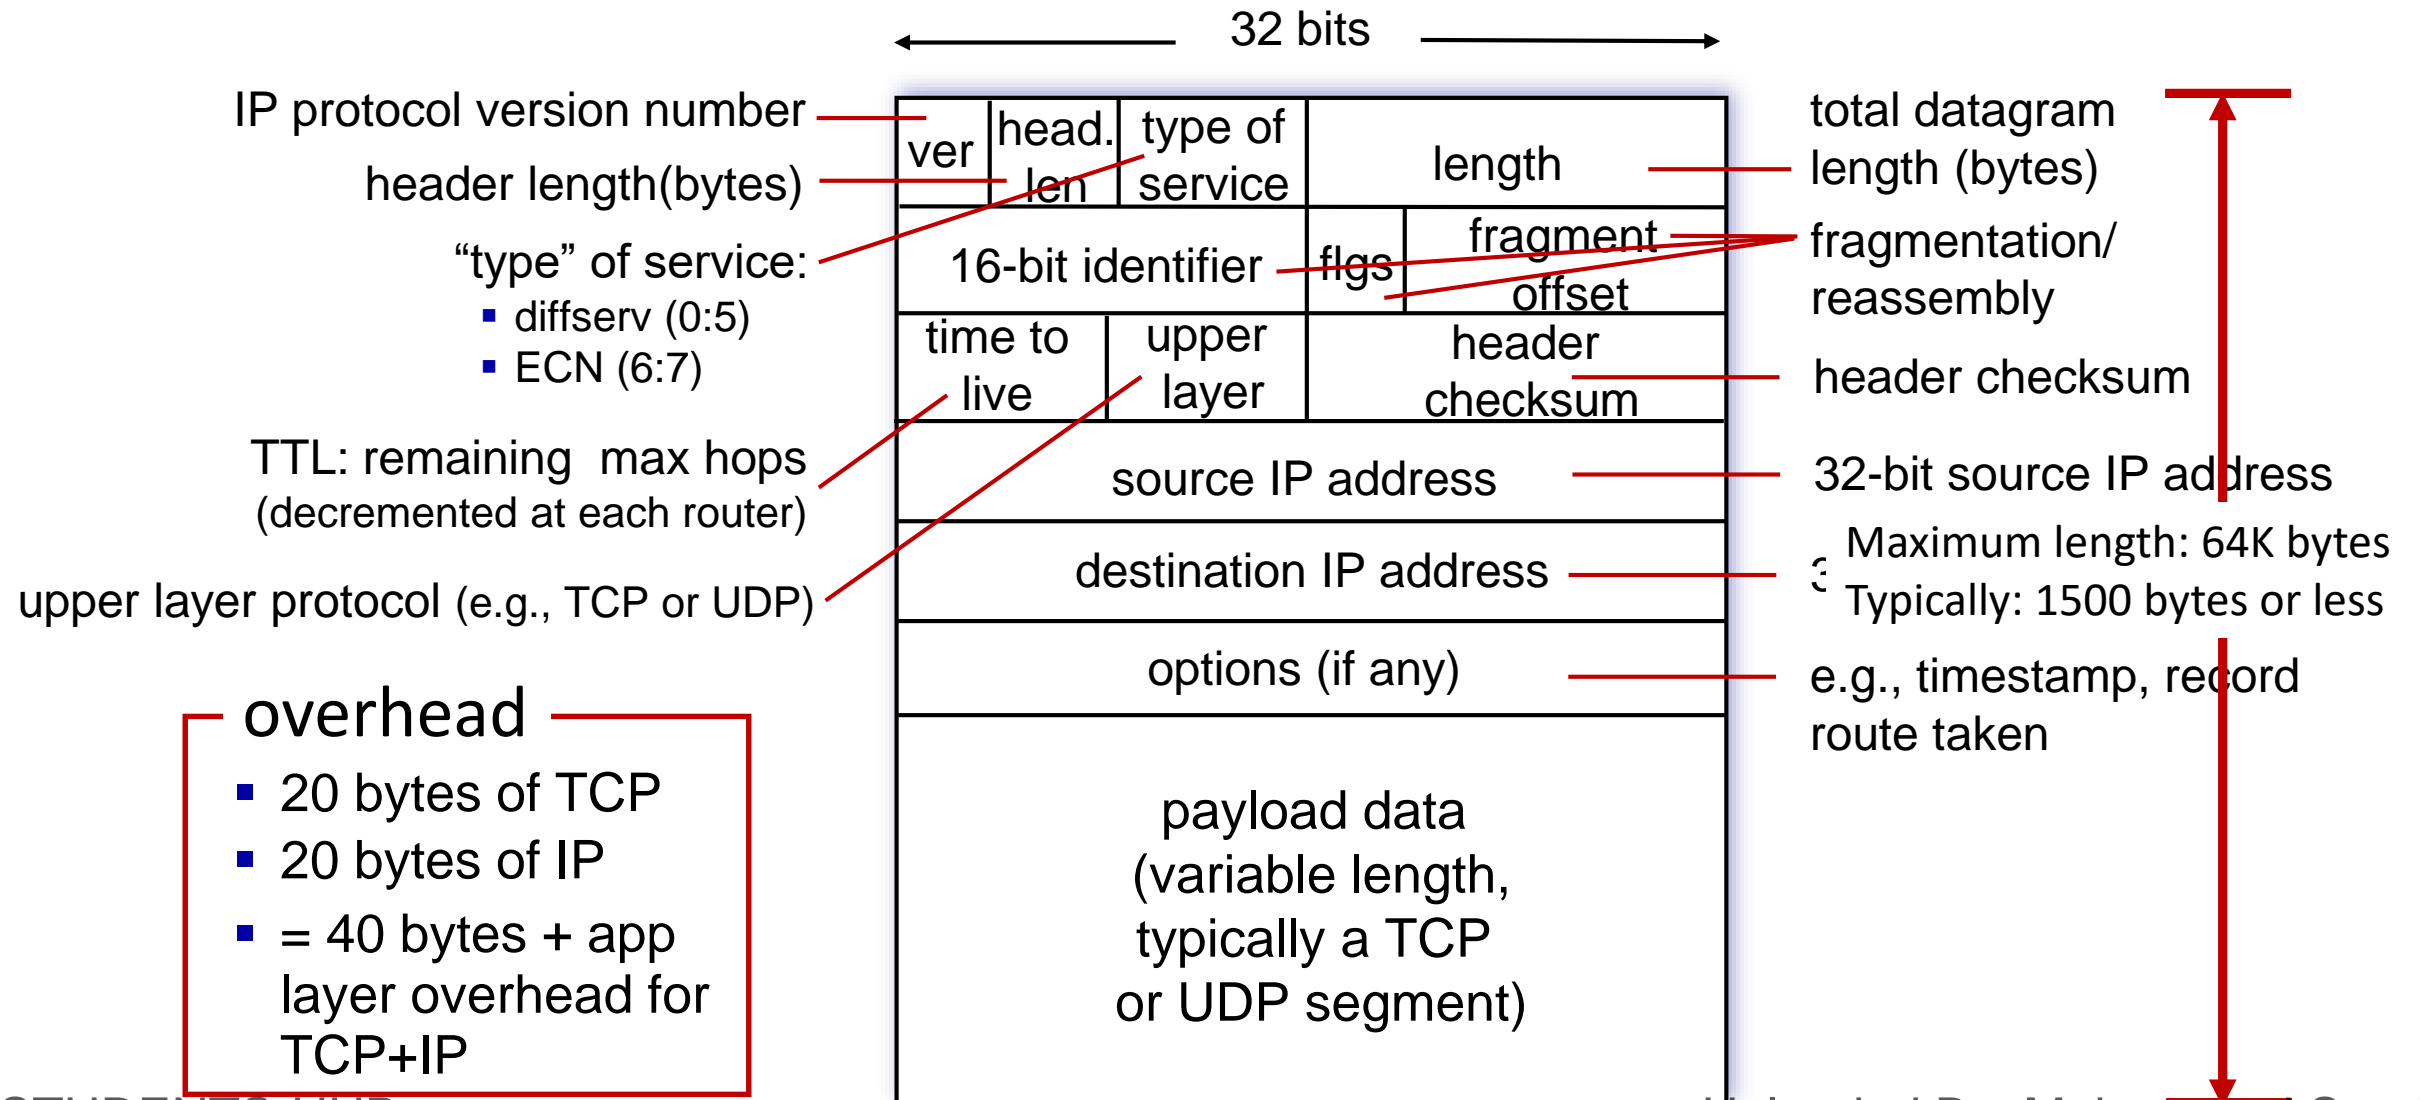 32 bits
IP protocol version number
header length(bytes)
“type” of service:
diffserv (0:5)
ECN (6:7)
TTL: remaining max hops
(decremented at each router)
upper layer protocol (e.g., TCP or UDP)
overhead
20 bytes of TCP
20 bytes of IP
= 40 bytes + app
layer overhead for
TCP+IP
ver
head.
len
type of
service
length
16-bit identifier
flgs
fragment
offset
time to
live
upper
layer
header
checksum
source IP address
destination IP address
options (if any)
payload data
(variable length,
typically a TCP
or UDP segment)
total datagram
length (bytes)
fragmentation/
reassembly
header checksum
32-bit source IP address
Maximum length: 64K bytes
Typically: 1500 bytes or less
e.g., timestamp, record
route taken